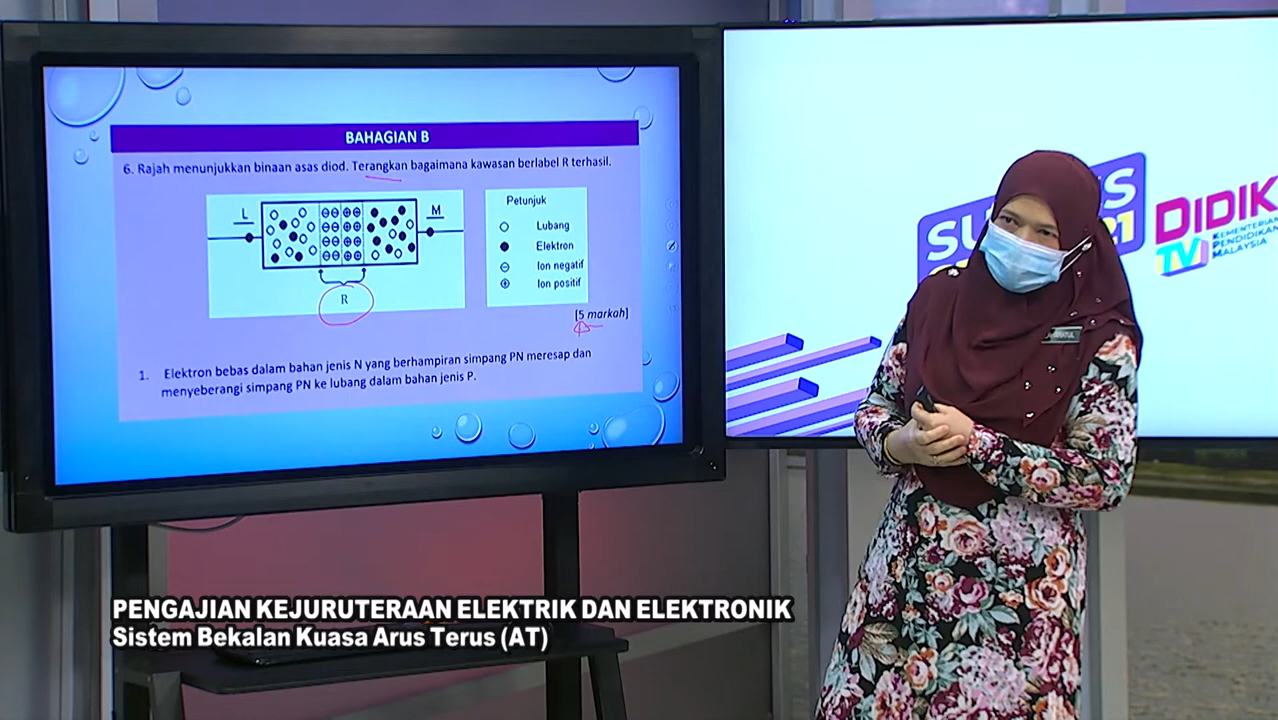 BAHAGIAN B
6. Rajah menunjukkan binaan asas diod. Terangkan bagaimana kawasan berlabel R terhasil.
L
M
R
Petunjuk
Lubang
Elektron
Ion negatif
Ion positif
[5 markah]
1. Elektron bebas dalam bahan jenis N yang berhampiran simpang PN meresap dan
menyeberangi simpang PN ke lubang dalam bahan jenis P.
DIDIK
TV
KEMENTERIAN
PENDIDIKAN
MALAYSIA
PENGAJIAN KEJURUTERAAN ELEKTRIK DAN ELEKTRONIK
Sistem Bekalan Kuasa Arus Terus (AT)